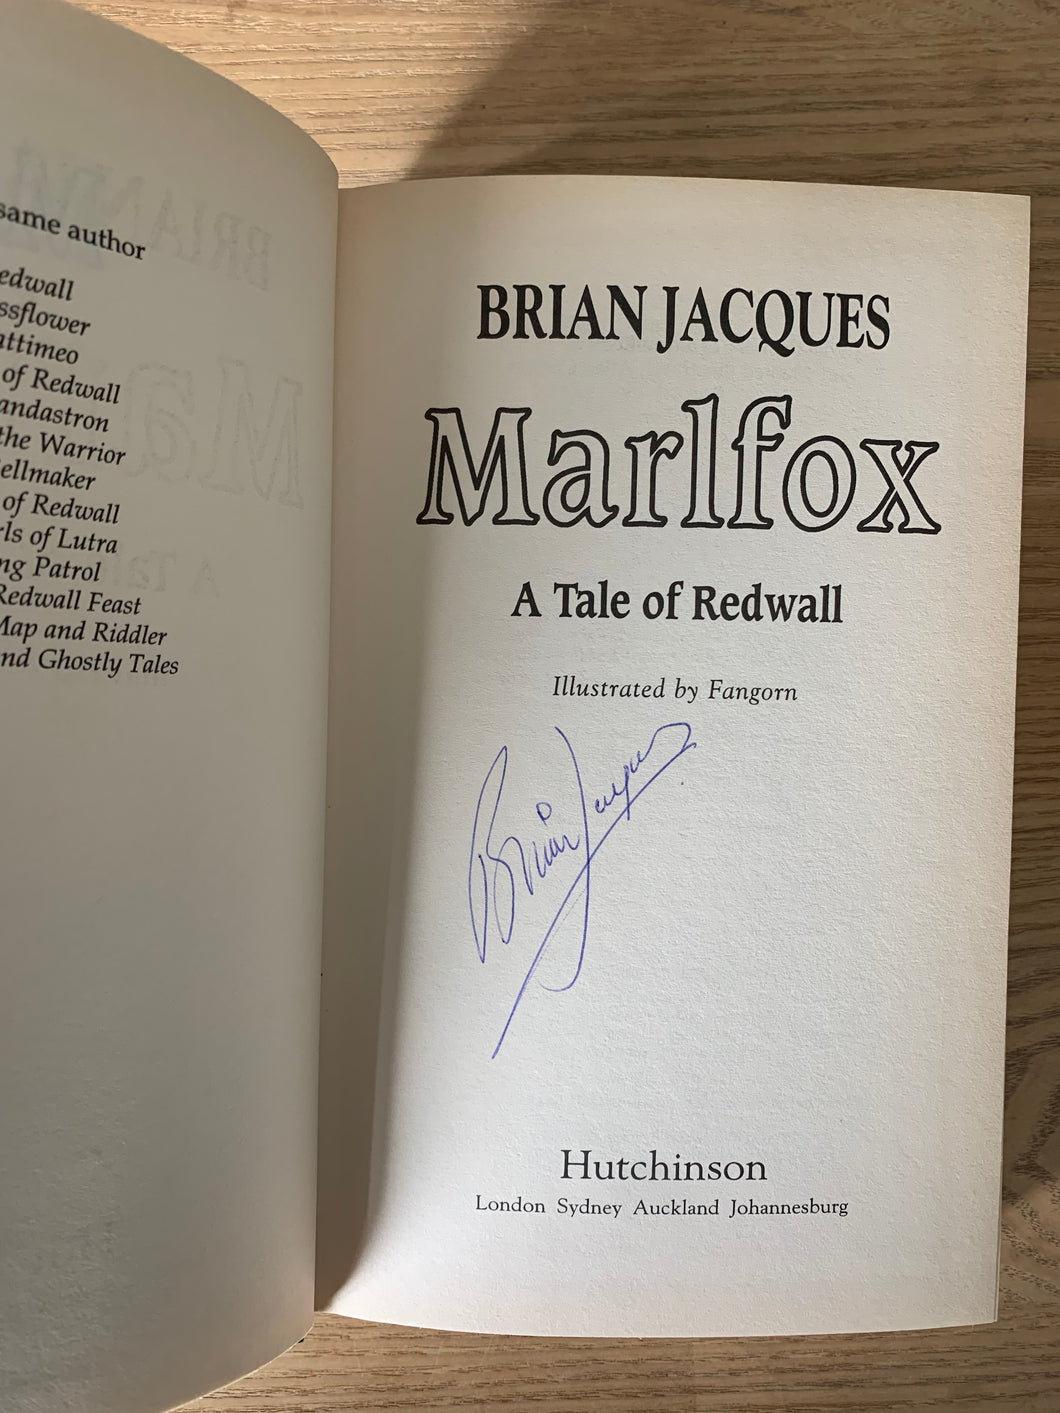 same author
edwall
ssflower
attimeo
of Redwall
andastron
the Warrior
ellmaker
of Redwall
rls of Lutra
ng Patrol
Redwall Feast
Map and Riddler
nd Ghostly Tales
BRIAN JACQUES
Marlfox
A Tale of Redwall
Illustrated by Fangorn
Brian Jacques
Hutchinson
London Sydney Auckland Johannesburg